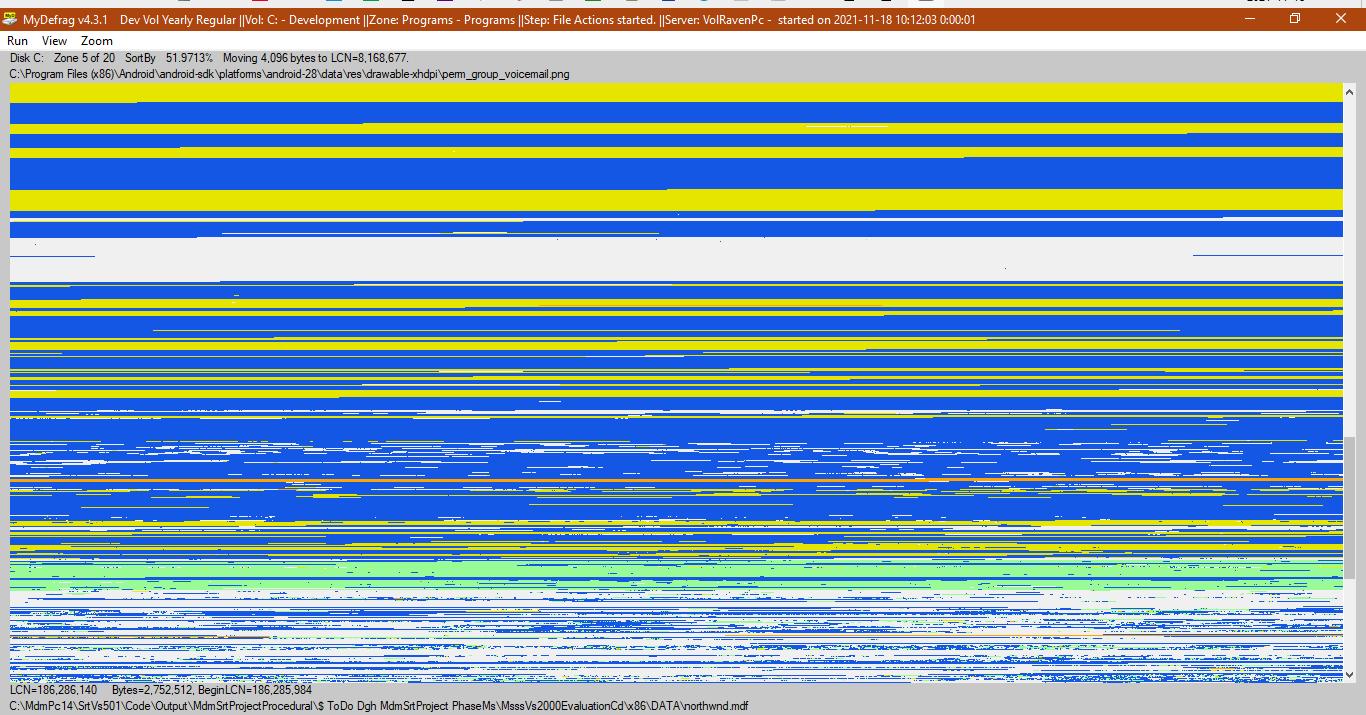 MyDefrag v4.3.1 Dev Vol Yearly Regular ||Vol: C: - Development ||Zone: Programs - Programs ||Step: File Actions started. ||Server: VolRavenPc - started on 2021-11-18 10:12:03 0:00:01
Run View Zoom
Disk C: Zone 5 of 20 SortBy 51.9713% Moving 4,096 bytes to LCN=8,168,677.
C:\Program Files (x86)\Android\android-sdk\platforms\android-28\data\res\drawable-xhdpi\perm_group_voicemail.png
LCN=186,286,140 Bytes=2,752,512, BeginLCN=186,285,984
C:\MdmPc14\SrtVs501\Code\Output\MdmSrtProjectProcedural\$ ToDo Dgh MdmSrtProject PhaseMs\MsssVs2000EvaluationCd\x86\DATA\northwnd.mdf